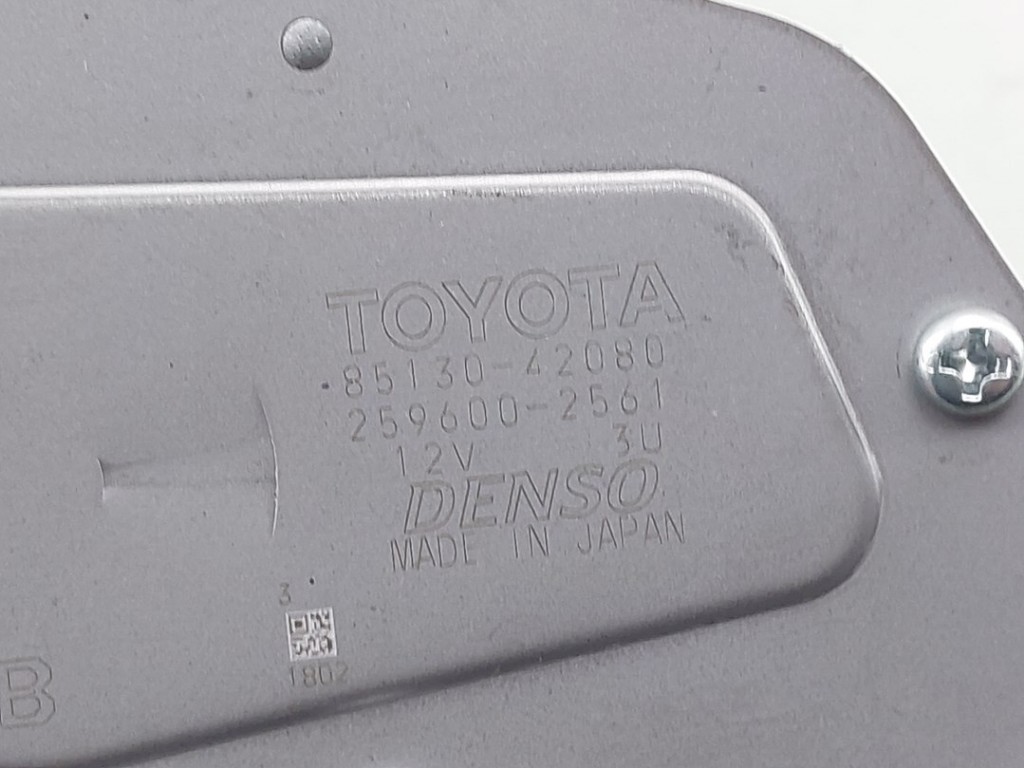 TOYOTA
85130-42080
259600-2561
12V 3U
DENSO
MADE IN JAPAN
3
1802
B